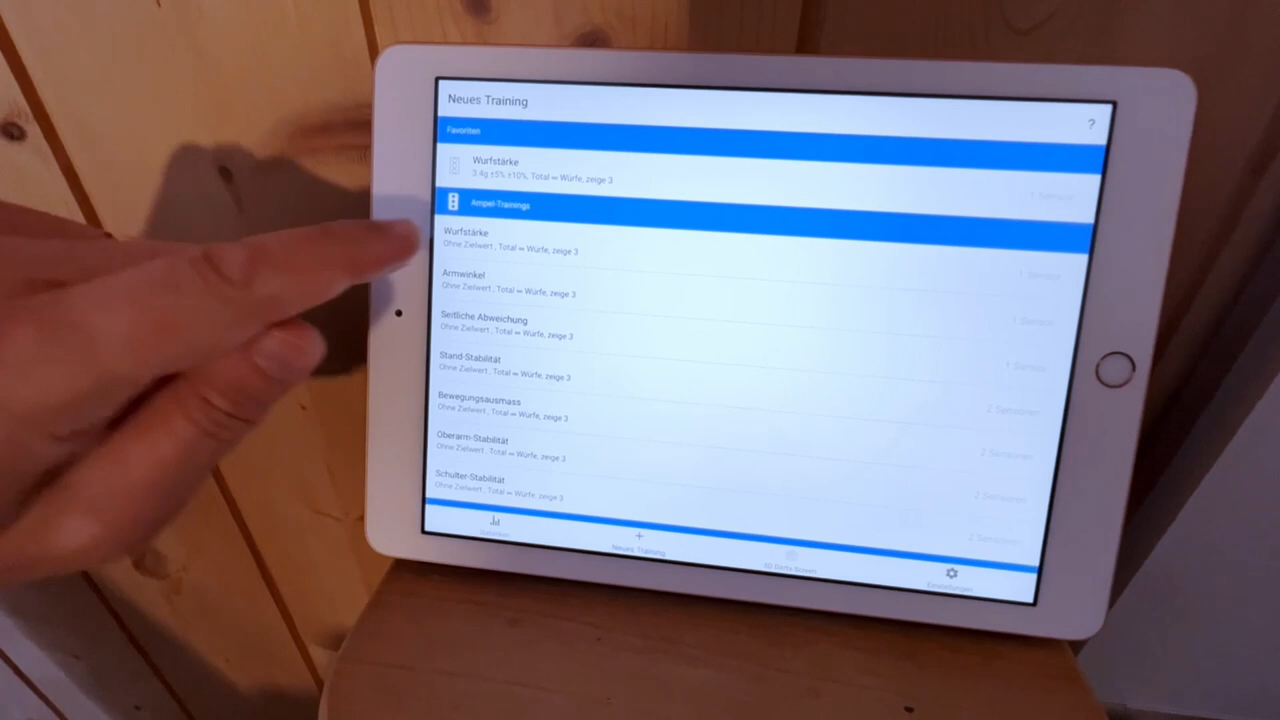 Neues Training
?
Favoriten
Wurfstärke
3.4g ±5% ±10%, Total ∞ Würfe, zeige 3
1 Sensor
Ampel-Trainings
Wurfstärke
Ohne Zielwert , Total ∞ Würfe, zeige 3
1 Sensor
Armwinkel
Ohne Zielwert , Total ∞ Würfe, zeige 3
1 Sensor
Seitliche Abweichung
Ohne Zielwert , Total ∞ Würfe, zeige 3
1 Sensor
Stand-Stabilität
Ohne Zielwert , Total ∞ Würfe, zeige 3
2 Sensoren
Bewegungsausmass
Ohne Zielwert , Total ∞ Würfe, zeige 3
2 Sensoren
Oberarm-Stabilität
Ohne Zielwert , Total ∞ Würfe, zeige 3
2 Sensoren
Schulter-Stabilität
Ohne Zielwert , Total ∞ Würfe, zeige 3
2 Sensoren
Neues Training
Darts Screen
Einstellungen